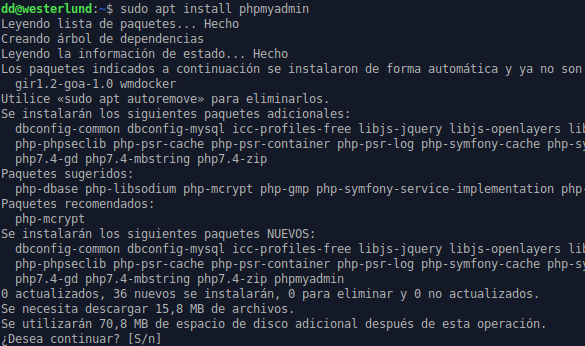 dd@westerlund:~$ sudo apt install phpmyadmin
Leyendo lista de paquetes... Hecho
Creando árbol de dependencias
Leyendo la información de estado... Hecho
Los paquetes indicados a continuación se instalaron de forma automática y ya no son
gir1.2-goa-1.0 wmdocker
Utilice «sudo apt autoremove» para eliminarlos.
Se instalarán los siguientes paquetes adicionales:
dbconfig-common dbconfig-mysql icc-profiles-free libjs-jquery libjs-openlayers lib
php-phpseclib php-psr-cache php-psr-container php-psr-log php-symfony-cache php-sy
php7.4-gd php7.4-mbstring php7.4-zip
Paquetes sugeridos:
php-dbase php-libsodium php-mcrypt php-gmp php-symfony-service-implementation php-
Paquetes recomendados:
php-mcrypt
Se instalarán los siguientes paquetes NUEVOS:
dbconfig-common dbconfig-mysql icc-profiles-free libjs-jquery libjs-openlayers lib
php-phpseclib php-psr-cache php-psr-container php-psr-log php-symfony-cache php-sy
php7.4-gd php7.4-mbstring php7.4-zip phpmyadmin
0 actualizados, 36 nuevos se instalarán, 0 para eliminar y 0 no actualizados.
Se necesita descargar 15,8 MB de archivos.
Se utilizarán 70,8 MB de espacio de disco adicional después de esta operación.
¿Desea continuar? [S/n]